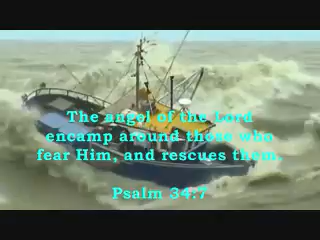 The angel of the Lord
encamp around those who
fear Him, and rescues them.
Psalm 34:7